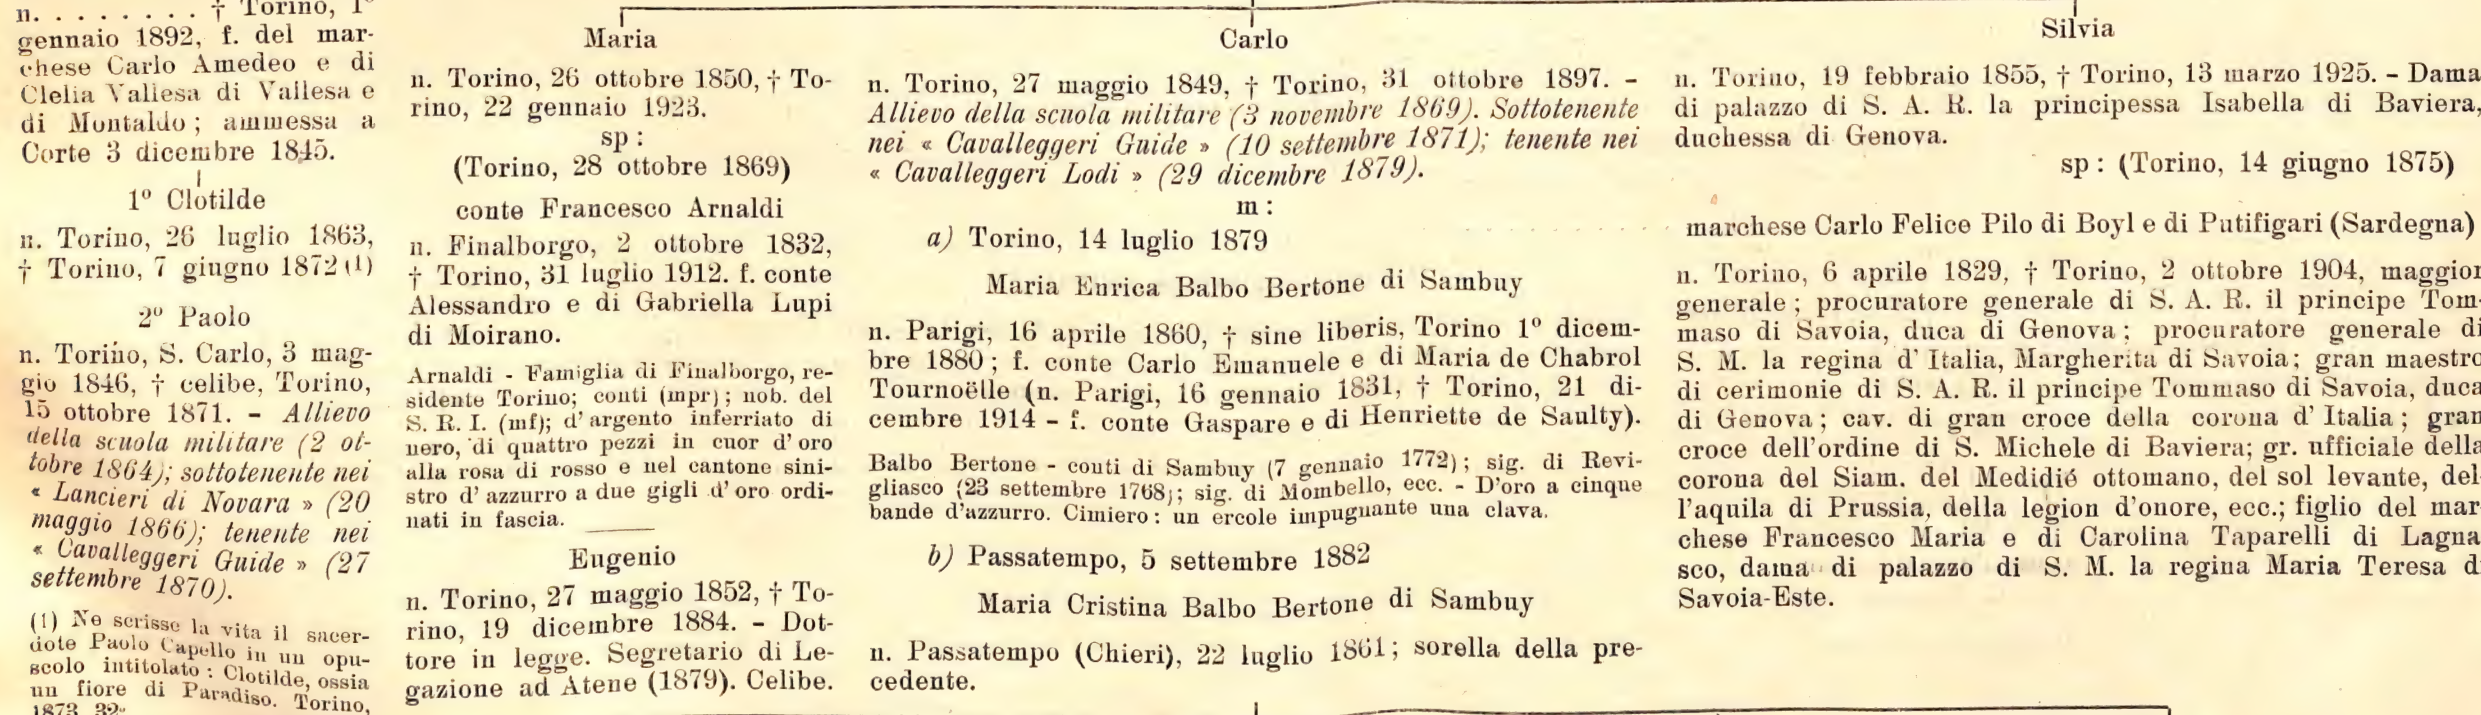 n. . . . . . . . . † Torino, 1º
gennaio 1892, f. del mar-
chese Carlo Amedeo e di
Clelia Vallesa di Vallesa e
di Montaldo; ammessa a
Corte 3 dicembre 1845.
1º Clotilde
n. Torino, 26 luglio 1863,
† Torino, 7 giugno 1872 (1)
2º Paolo
n. Torino, S. Carlo, 3 mag-
gio 1846, † celibe, Torino,
15 ottobre 1871. - Allievo
della scuola militare (2 ot-
tobre 1864); sottotenente nei
« Lancieri di Novara » (20
maggio 1866); tenente nei
« Cavalleggeri Guide » (27
settembre 1870).
(1) Ne scrisse la vita il sacer-
dote Paolo Capello in un opu-
scolo intitolato: Clotilde, ossia
un fiore di Paradiso. Torino,
1873, 32º
Maria
n. Torino, 26 ottobre 1850, † To-
rino, 22 gennaio 1923.
sp:
(Torino, 28 ottobre 1869)
conte Francesco Arnaldi
n. Finalborgo, 2 ottobre 1832,
† Torino, 31 luglio 1912. f. conte
Alessandro e di Gabriella Lupi
di Moirano.
Arnaldi - Famiglia di Finalborgo, re-
sidente Torino; conti (mpr); nob. del
S. R. I. (mf); d'argento inferriato di
nero, di quattro pezzi in cuor d'oro
alla rosa di rosso e nel cantone sini-
stro d'azzurro a due gigli d'oro ordi-
nati in fascia.
Eugenio
n. Torino, 27 maggio 1852, † To-
rino, 19 dicembre 1884. - Dot-
tore in legge. Segretario di Le-
gazione ad Atene (1879). Celibe.
Carlo
n. Torino, 27 maggio 1849, † Torino, 31 ottobre 1897. -
Allievo della scuola militare (3 novembre 1869). Sottotenente
nei « Cavalleggeri Guide » (10 settembre 1871); tenente nei
« Cavalleggeri Lodi » (29 dicembre 1879).
m:
a) Torino, 14 luglio 1879
Maria Enrica Balbo Bertone di Sambuy
n. Parigi, 16 aprile 1860, † sine liberis, Torino 1º dicem-
bre 1880; f. conte Carlo Emanuele e di Maria de Chabrol
Tournoëlle (n. Parigi, 16 gennaio 1831, † Torino, 21 di-
cembre 1914 - f. conte Gaspare e di Henriette de Saulty).
Balbo Bertone - conti di Sambuy (7 gennaio 1772); sig. di Revi-
gliasco (23 settembre 1768); sig. di Mombello, ecc. - D'oro a cinque
bande d'azzurro. Cimiero: un ercole impugnante una clava.
b) Passatempo, 5 settembre 1882
Maria Cristina Balbo Bertone di Sambuy
n. Passatempo (Chieri), 22 luglio 1861; sorella della pre-
cedente.
Silvia
n. Torino, 19 febbraio 1855, † Torino, 13 marzo 1925. - Dama
di palazzo di S. A. R. la principessa Isabella di Baviera,
duchessa di Genova.
sp: (Torino, 14 giugno 1875)
marchese Carlo Felice Pilo di Boyl e di Putifigari (Sardegna)
n. Torino, 6 aprile 1829, † Torino, 2 ottobre 1904, maggior
generale; procuratore generale di S. A. R. il principe Tom-
maso di Savoia, duca di Genova; procuratore generale di
S. M. la regina d'Italia, Margherita di Savoia; gran maestro
di cerimonie di S. A. R. il principe Tommaso di Savoia, duca
di Genova; cav. di gran croce della corona d'Italia; gran
croce dell'ordine di S. Michele di Baviera; gr. ufficiale della
corona del Siam. del Medidié ottomano, del sol levante, del-
l'aquila di Prussia, della legion d'onore, ecc.; figlio del mar
chese Francesco Maria e di Carolina Taparelli di Lagna
sco, dama di palazzo di S. M. la regina Maria Teresa d
Savoia-Este.